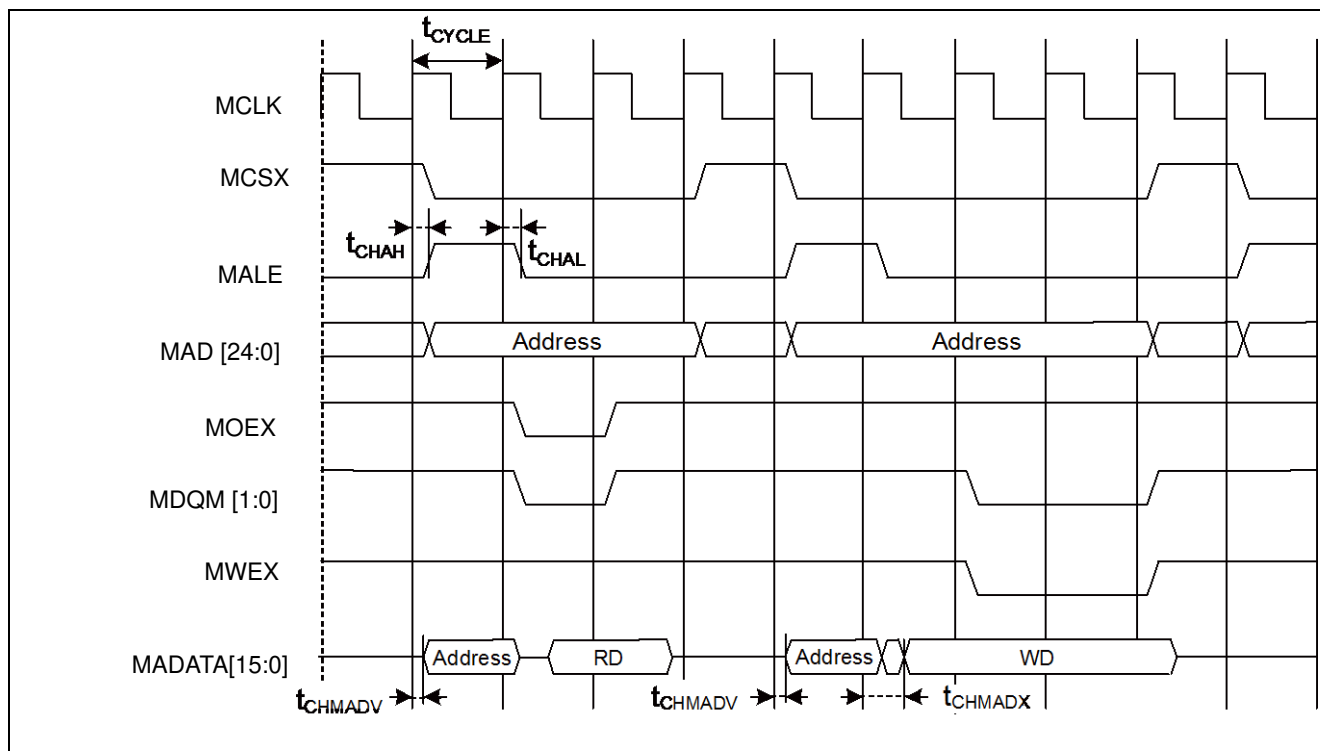 tCYCLE
MCLK
MCSX
tCHAH
tCHAL
MALE
MAD [24:0]
Address
Address
MOEX
MDQM [1:0]
MWEX
MADATA[15:0]
Address
RD
Address
WD
tCHMADV
tCHMADV
tCHMADX